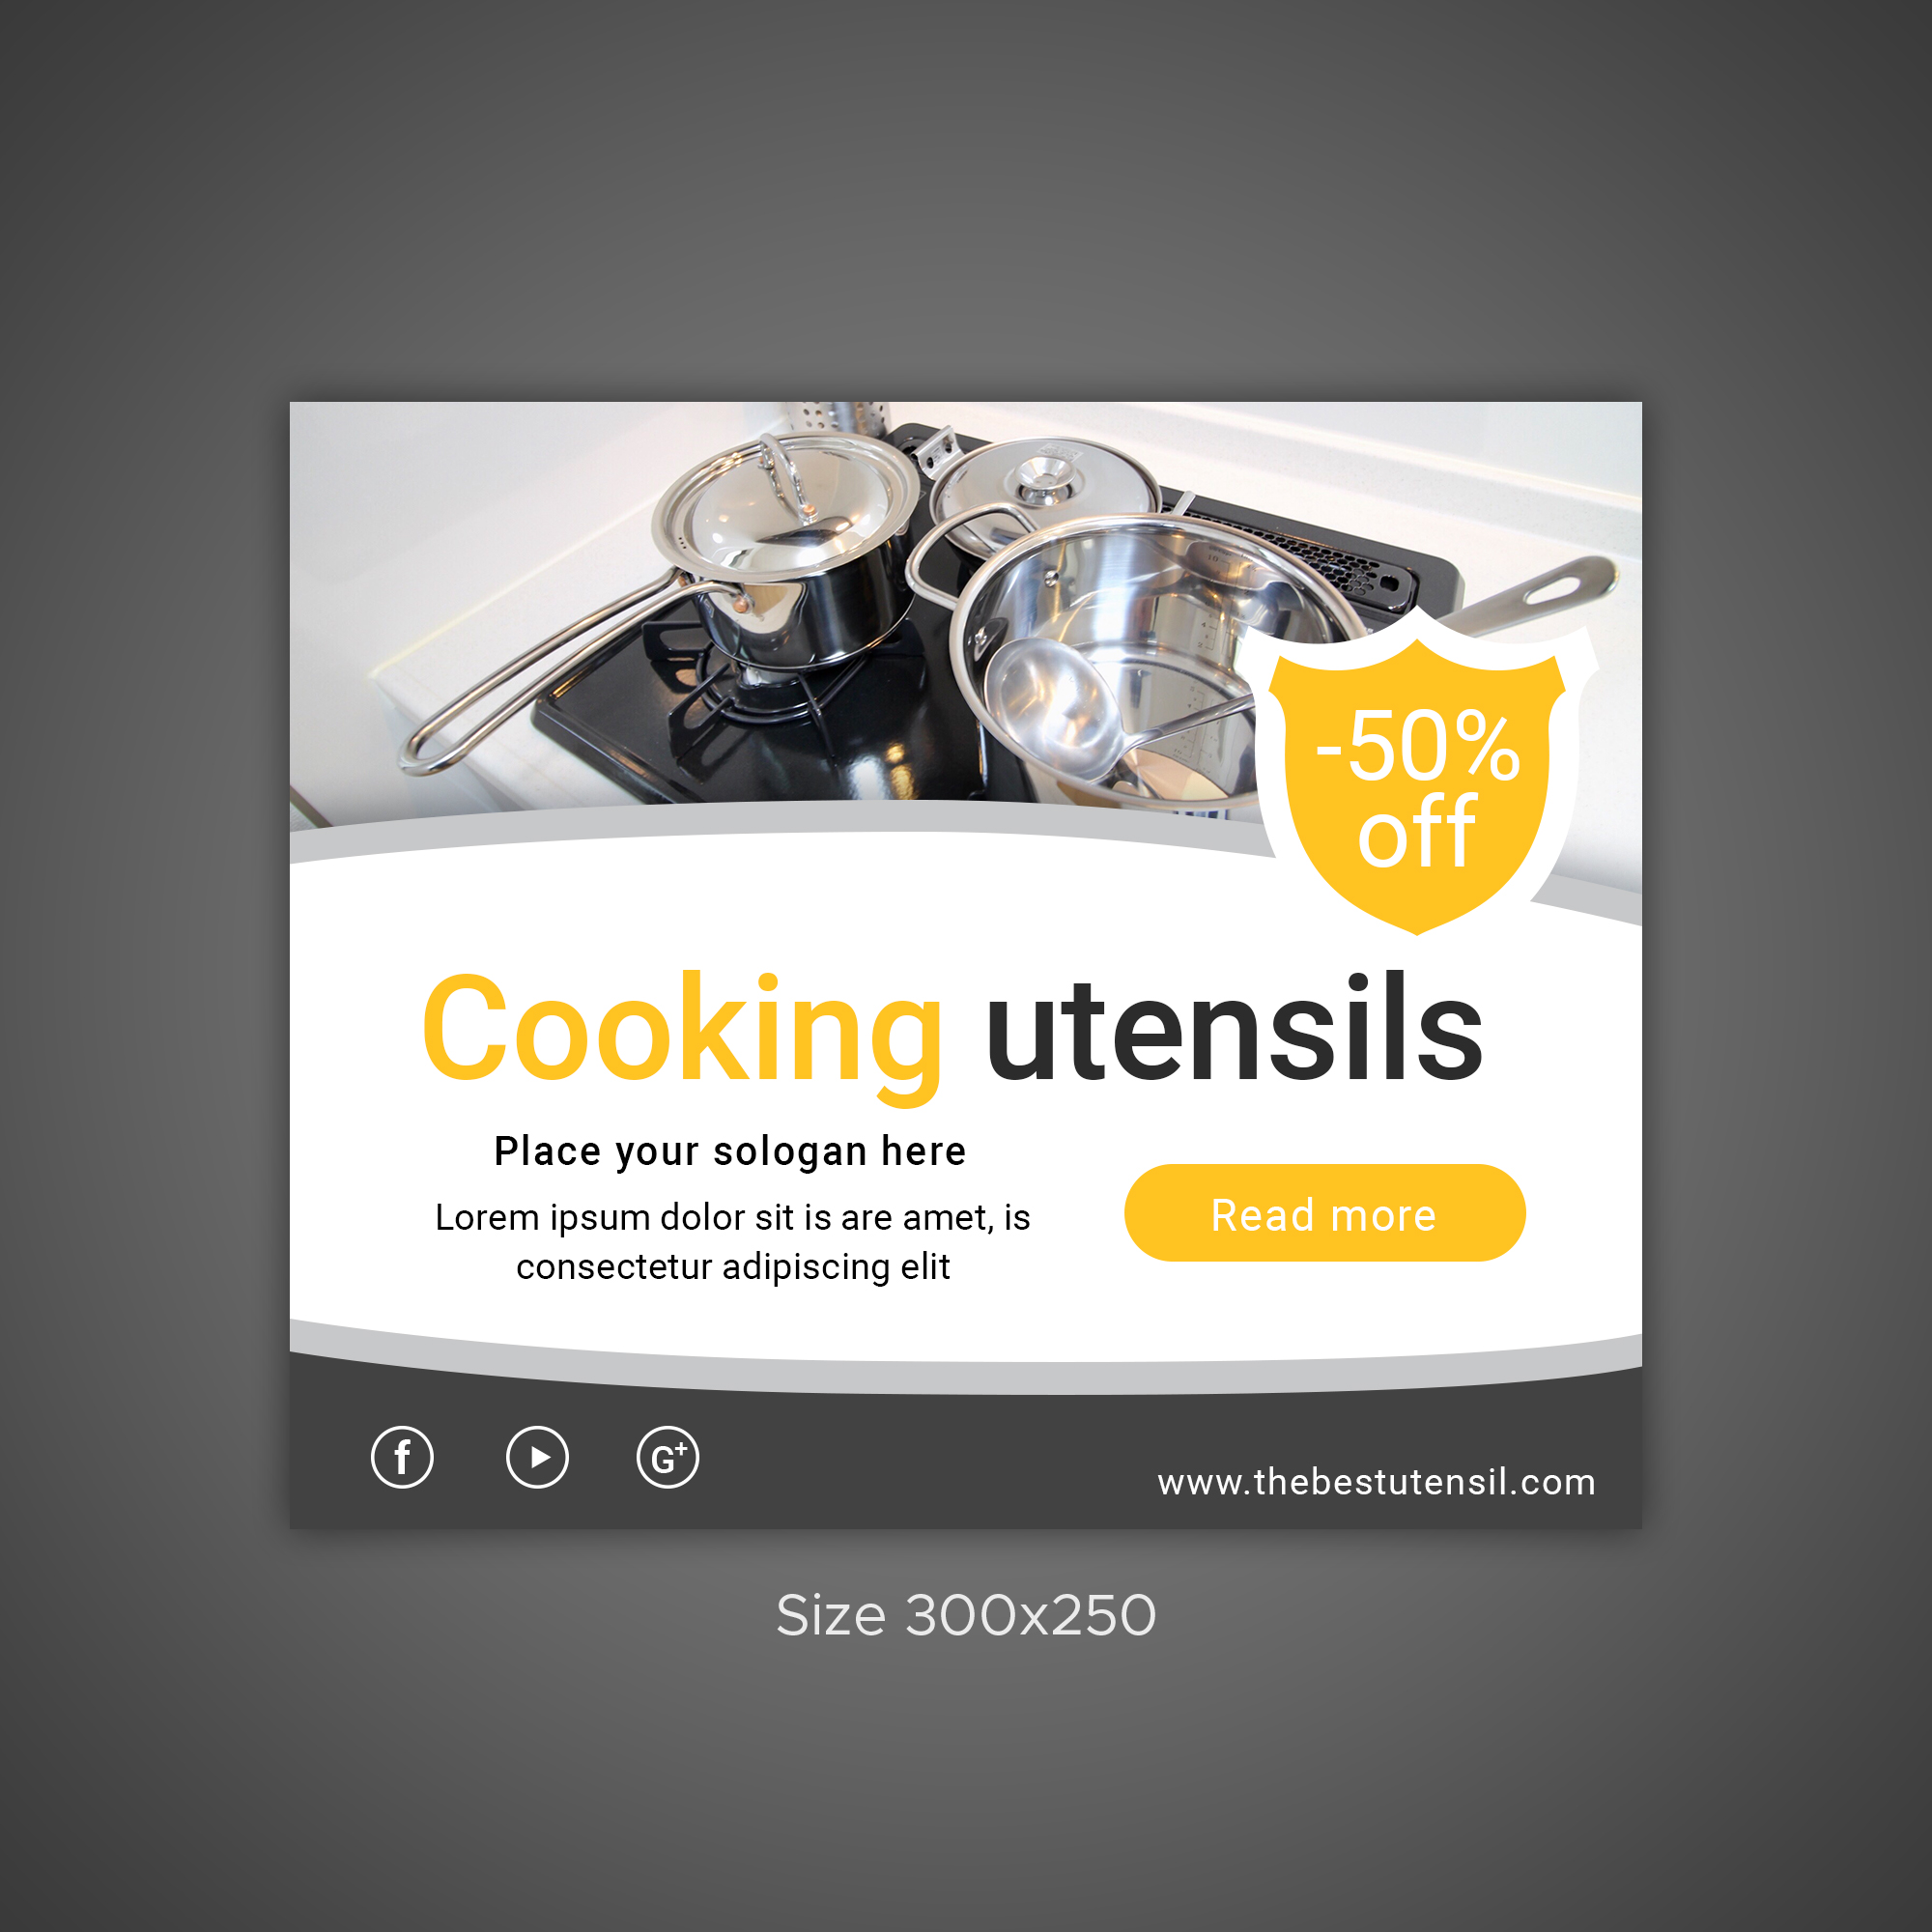 -50%
off
Cooking utensils
Place your sologan here
Lorem ipsum dolor sit is are amet, is
consectetur adipiscing elit
Read more
f
G+
www.thebestutensil.com
Size 300x250